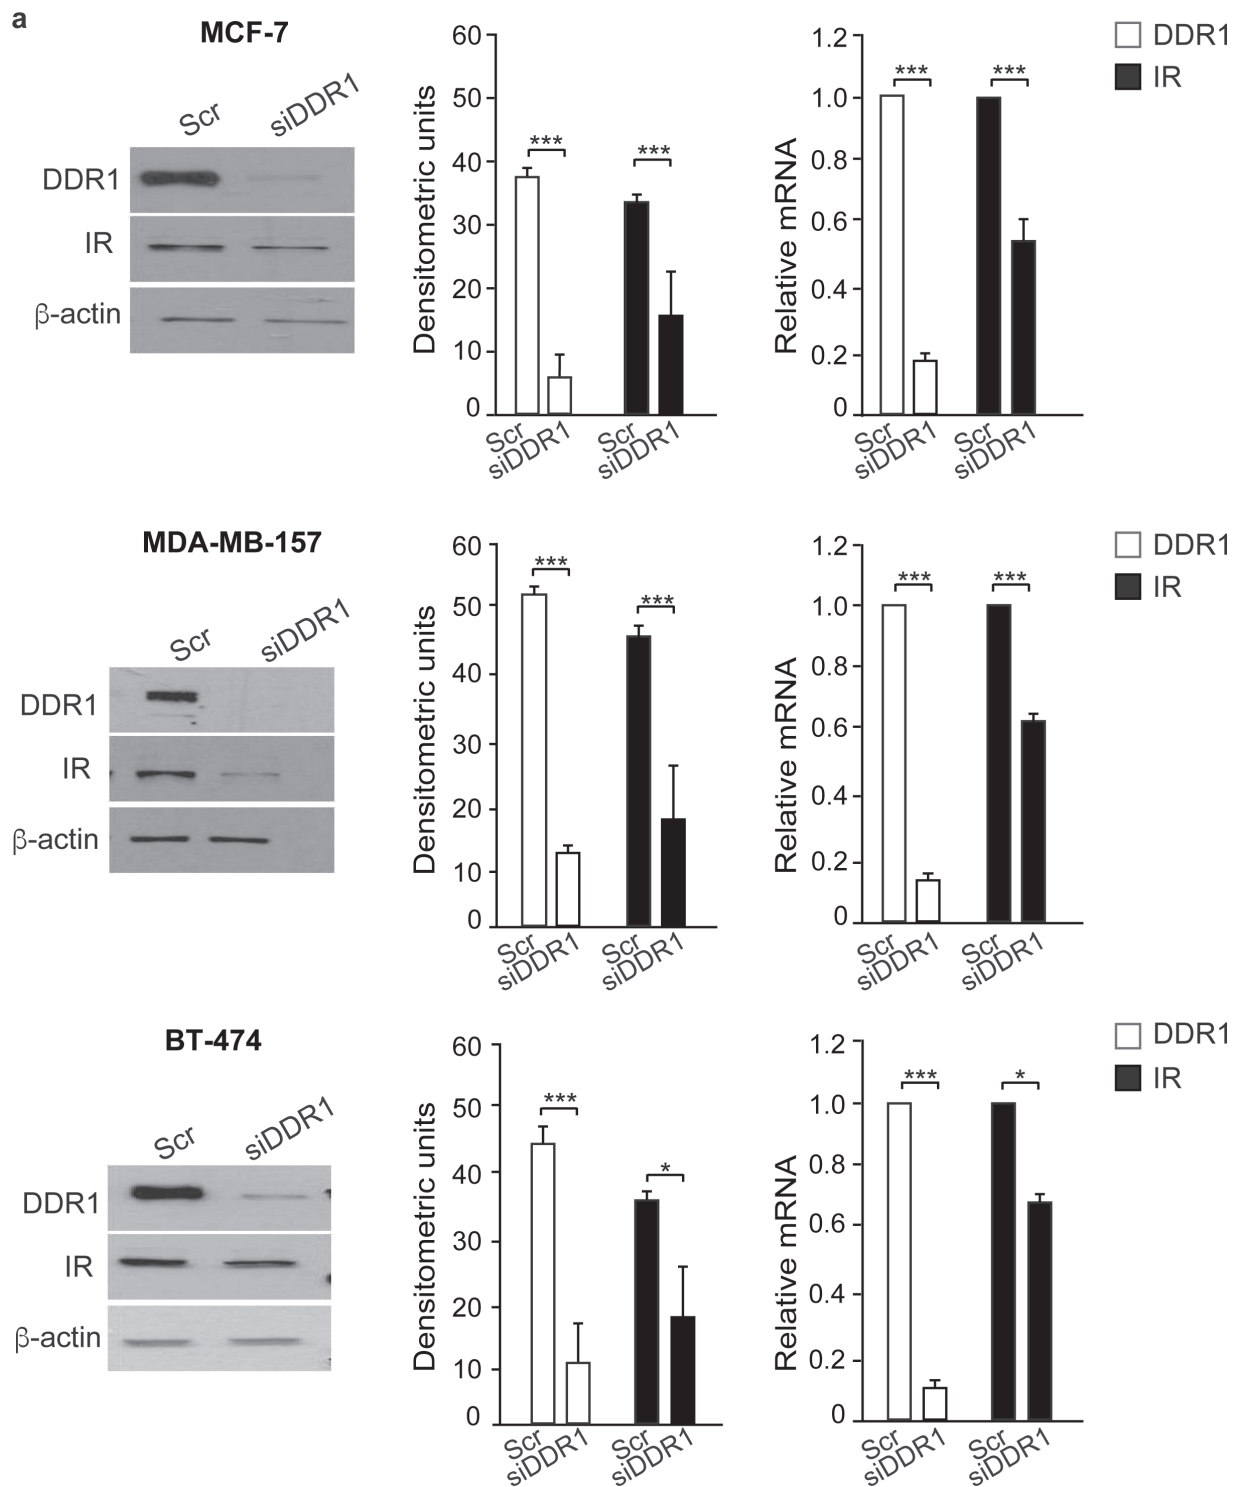 a
MCF-7
Scr siDDR1
DDR1
IR
β-actin
Densitometric units
60
50
40
30
20
10
0
*** ***
Scr siDDR1 Scr siDDR1
Relative mRNA
1.2
1.0
0.8
0.6
0.4
0.2
0
*** ***
Scr siDDR1 Scr siDDR1
DDR1
IR
MDA-MB-157
Scr siDDR1
DDR1
IR
β-actin
Densitometric units
60
50
40
30
20
10
0
*** ***
Scr siDDR1 Scr siDDR1
Relative mRNA
1.2
1.0
0.8
0.6
0.4
0.2
0
*** ***
Scr siDDR1 Scr siDDR1
DDR1
IR
BT-474
Scr siDDR1
DDR1
IR
β-actin
Densitometric units
60
50
40
30
20
10
0
*** *
Scr siDDR1 Scr siDDR1
Relative mRNA
1.2
1.0
0.8
0.6
0.4
0.2
0
*** *
Scr siDDR1 Scr siDDR1
DDR1
IR